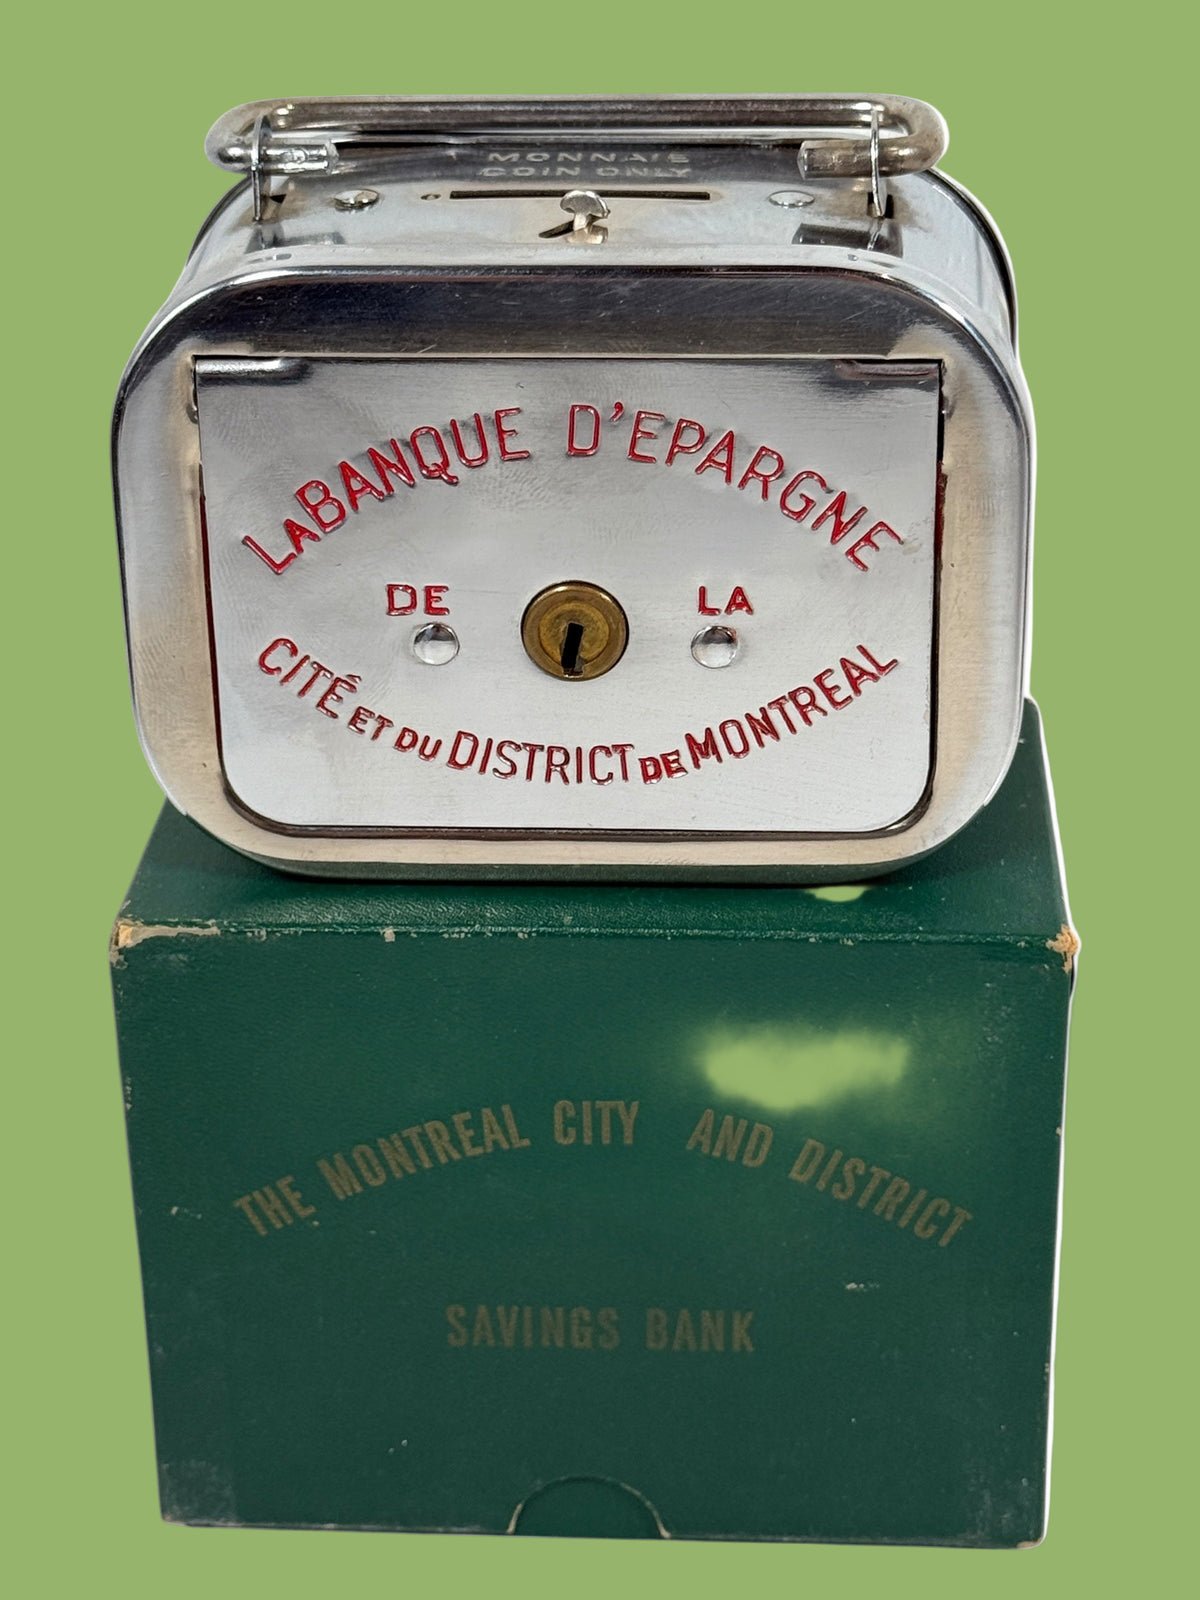 MONNAIE
COIN ONLY
LA BANQUE D'EPARGNE
DE LA
CITÉ ET DU DISTRICT DE MONTREAL
THE MONTREAL CITY AND DISTRICT
SAVINGS BANK